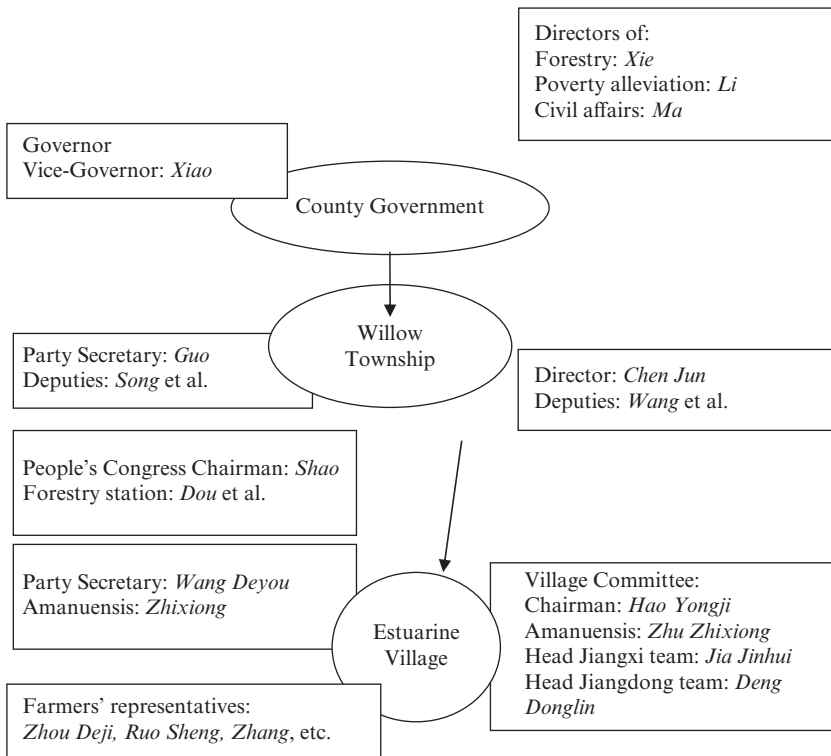 Directors of:
Forestry: Xie
Poverty alleviation: Li
Civil affairs: Ma
Governor
Vice-Governor: Xiao
County Government
Willow
Township
Party Secretary: Guo
Deputies: Song et al.
Director: Chen Jun
Deputies: Wang et al.
People’s Congress Chairman: Shao
Forestry station: Dou et al.
Party Secretary: Wang Deyou
Amanuensis: Zhixiong
Estuarine
Village
Village Committee:
Chairman: Hao Yongji
Amanuensis: Zhu Zhixiong
Head Jiangxi team: Jia Jinhui
Head Jiangdong team: Deng
Donglin
Farmers’ representatives:
Zhou Deji, Ruo Sheng, Zhang, etc.